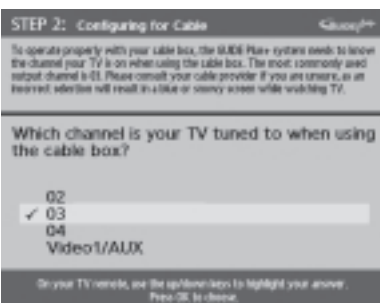 STEP 2: Configuring for Cable
To operate properly with your cable box, the GUIDE Plus+ system needs to know
the channel your TV is on when using the cable box. The most commonly used
output channel is 03. Please consult your cable provider if you are unsure, as an
incorrect selection will result in a blue or snowy screen while watching TV.
Which channel is your TV tuned to when using
the cable box?
02
✓ 03
04
Video1/AUX
On your TV remote, use the up/down keys to highlight your answer.
Press OK to choose.